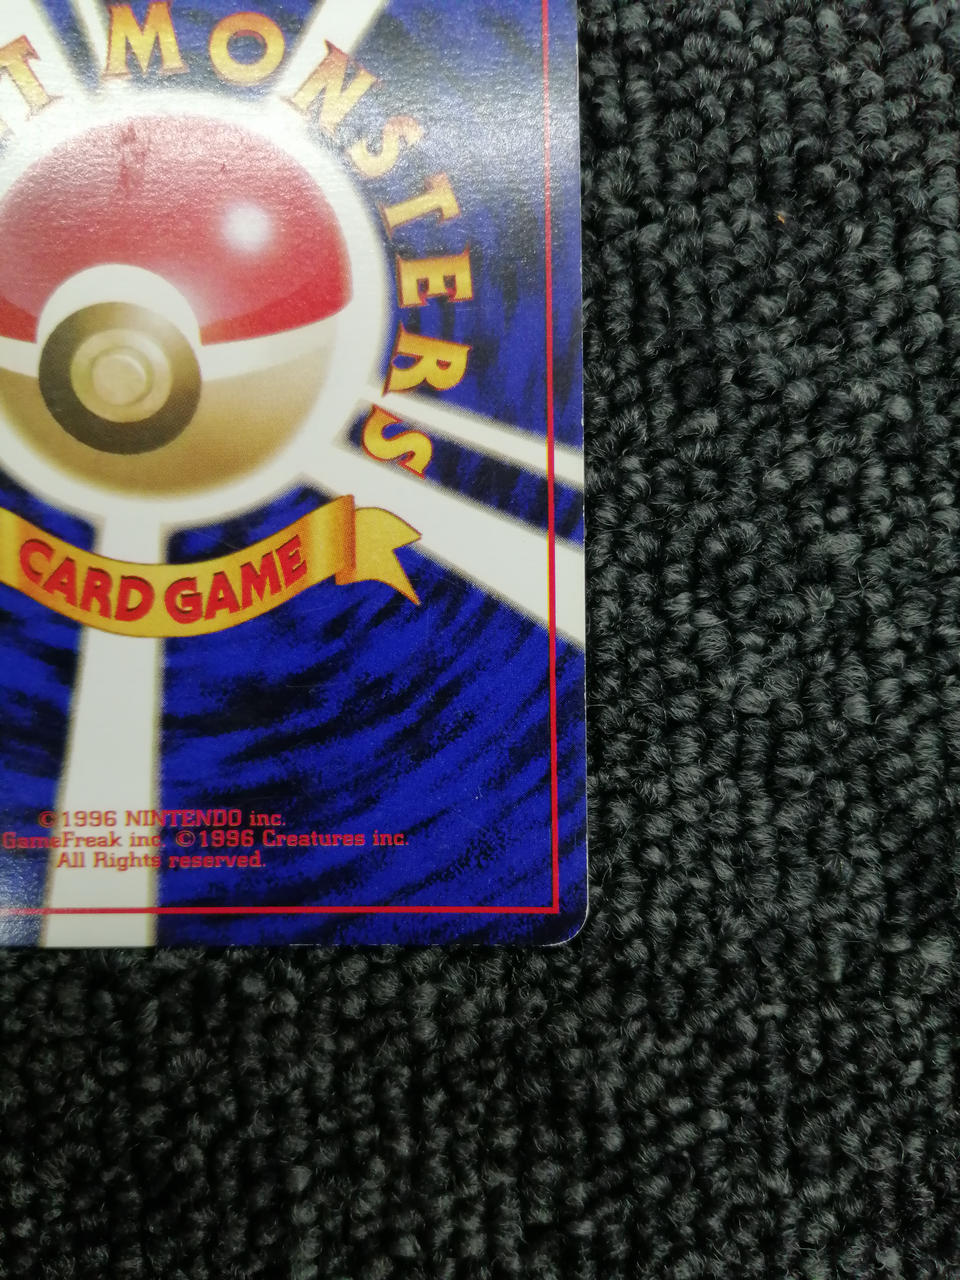 T MONSTERS
CARD GAME
©1996 NINTENDO inc.
GameFreak inc. ©1996 Creatures inc.
All Rights reserved.